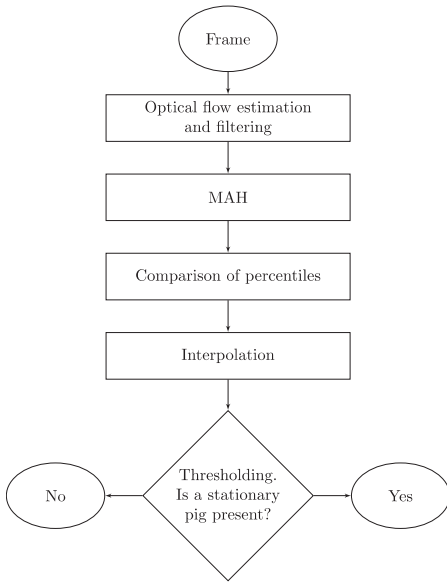 Frame
Optical flow estimation
and filtering
MAH
Comparison of percentiles
Interpolation
Thresholding.
Is a stationary
pig present?
No
Yes